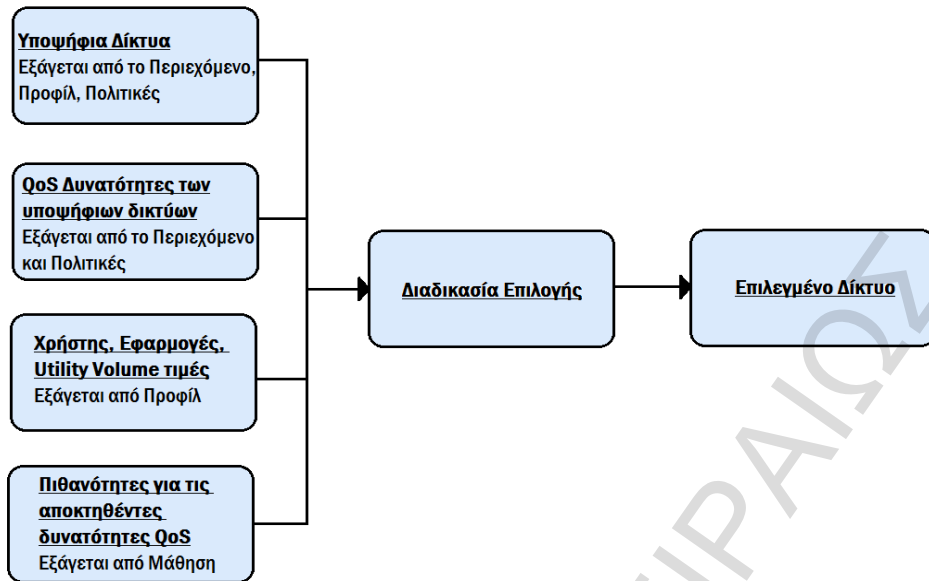 Υποψήφια Δίκτυα
Εξάγεται από το Περιεχόμενο,
Προφίλ, Πολιτικές
QoS Δυνατότητες των
υποψήφιων δικτύων
Εξάγεται από το Περιεχόμενο
και Πολιτικές
Χρήστης, Εφαρμογές,
Utility Volume τιμές
Εξάγεται από Προφίλ
Πιθανότητες για τις
αποκτηθέντες
δυνατότητες QoS
Εξάγεται από Μάθηση
Διαδικασία Επιλογής
Επιλεγμένο Δίκτυο